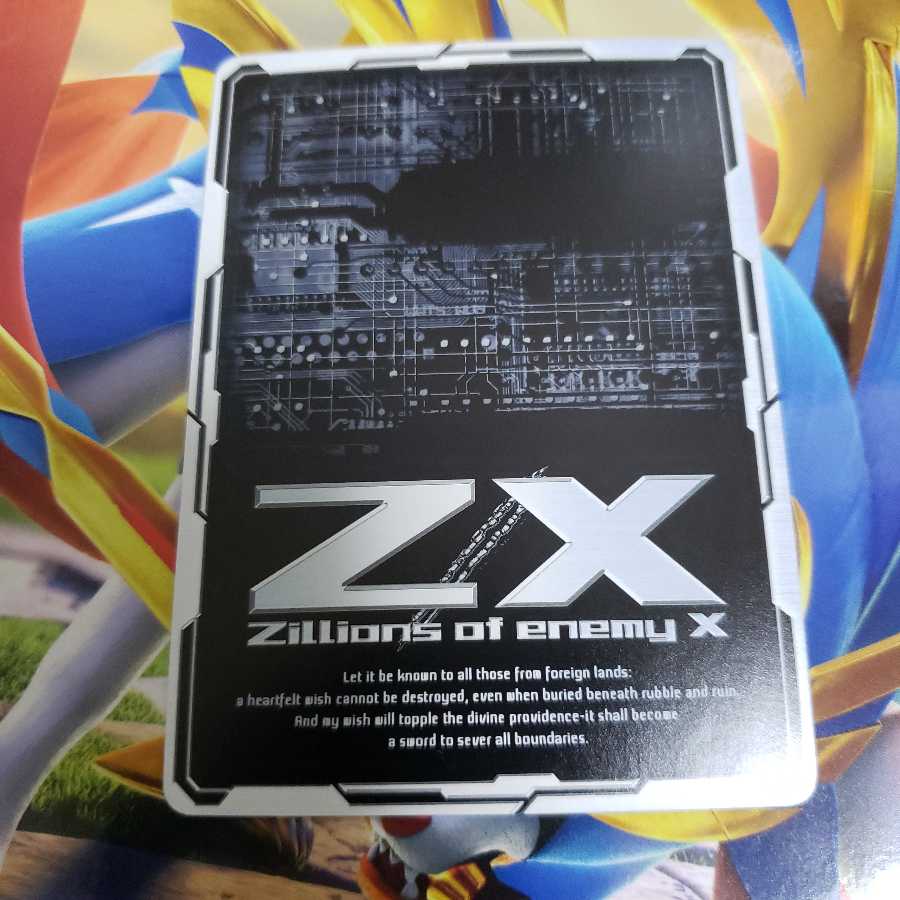 Z/X
Zillions of enemy X
Let it be known to all those from foreign lands:
a heartfelt wish cannot be destroyed, even when buried beneath rubble and ruin.
And my wish will topple the divine providence-it shall become
a sword to sever all boundaries.